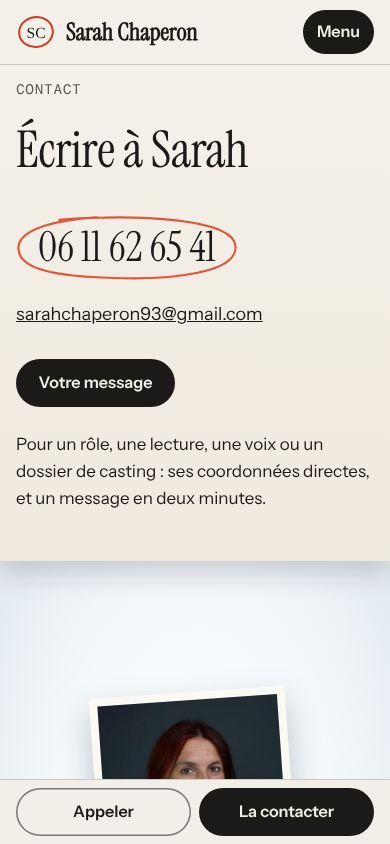 SC Sarah Chaperon Menu
CONTACT
Écrire à Sarah
06 11 62 65 41
sarahchaperon93@gmail.com
Votre message
Pour un rôle, une lecture, une voix ou un
dossier de casting : ses coordonnées directes,
et un message en deux minutes.
Appeler La contacter